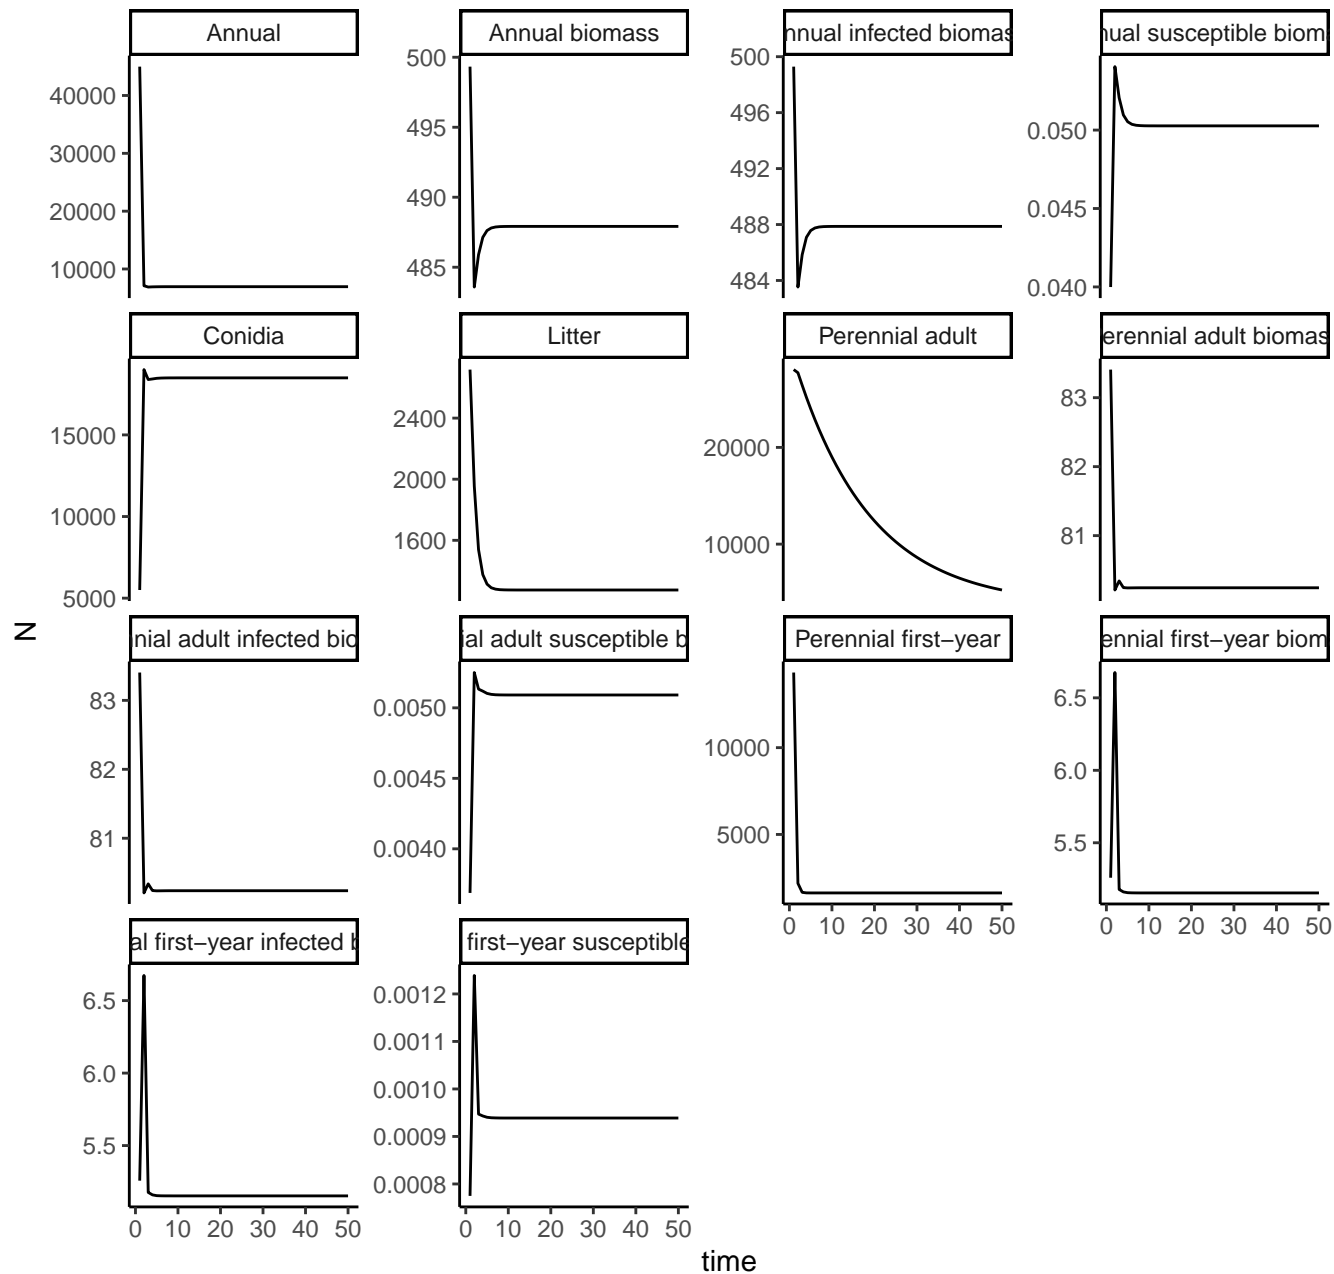 Annual
Annual biomass
nnual infected biomas
nual susceptible biom
40000
30000
20000
10000
500
495
490
485
500
496
492
488
484
0.050
0.045
0.040
Conidia
Litter
Perennial adult
erennial adult biomas
15000
10000
5000
2400
2000
1600
20000
10000
83
82
81
N
nnial adult infected bio
ial adult susceptible b
Perennial first−year
ennial first−year biom
83
82
81
0.0050
0.0045
0.0040
10000
5000
6.5
6.0
5.5
0 10 20 30 40 50
0 10 20 30 40 50
al first−year infected b
first−year susceptible
6.5
6.0
5.5
0.0012
0.0011
0.0010
0.0009
0.0008
0 10 20 30 40 50
0 10 20 30 40 50
time